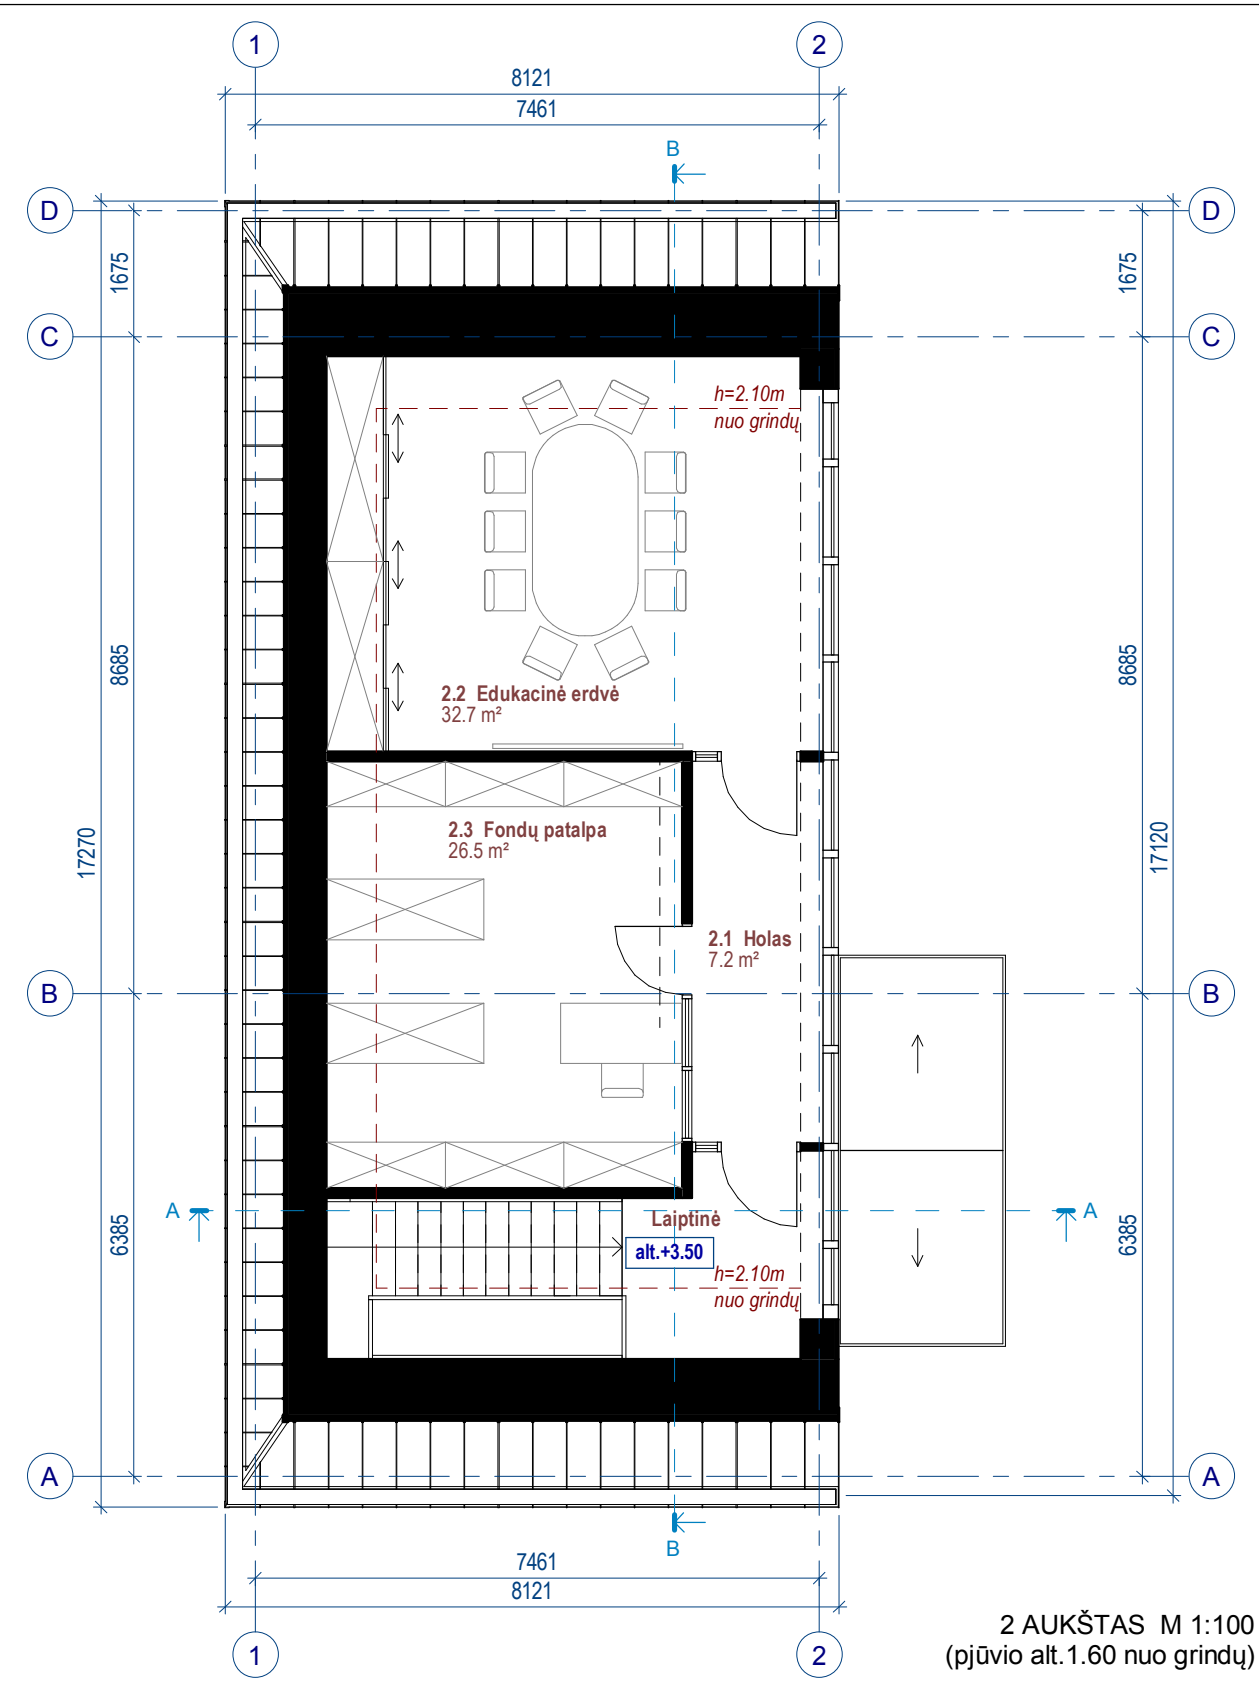 1
2
8121
7461
B
D
D
1675
1675
C
C
h=2.10m
nuo grindų
8685
8685
2.2 Edukacinė erdvė
32.7 m²
2.3 Fondų patalpa
26.5 m²
17270
17120
2.1 Holas
7.2 m²
B
B
A
A
Laiptinė
alt.+3.50
6385
6385
h=2.10m
nuo grindų
A
A
B
7461
8121
1
2
2 AUKŠTAS M 1:100
(pjūvio alt.1.60 nuo grindų)